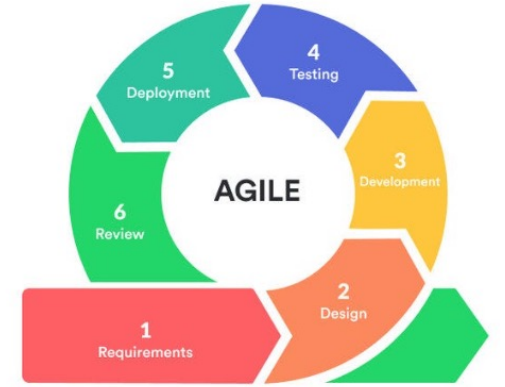 AGILE
1
Requirements
2
Design
3
Development
4
Testing
5
Deployment
6
Review